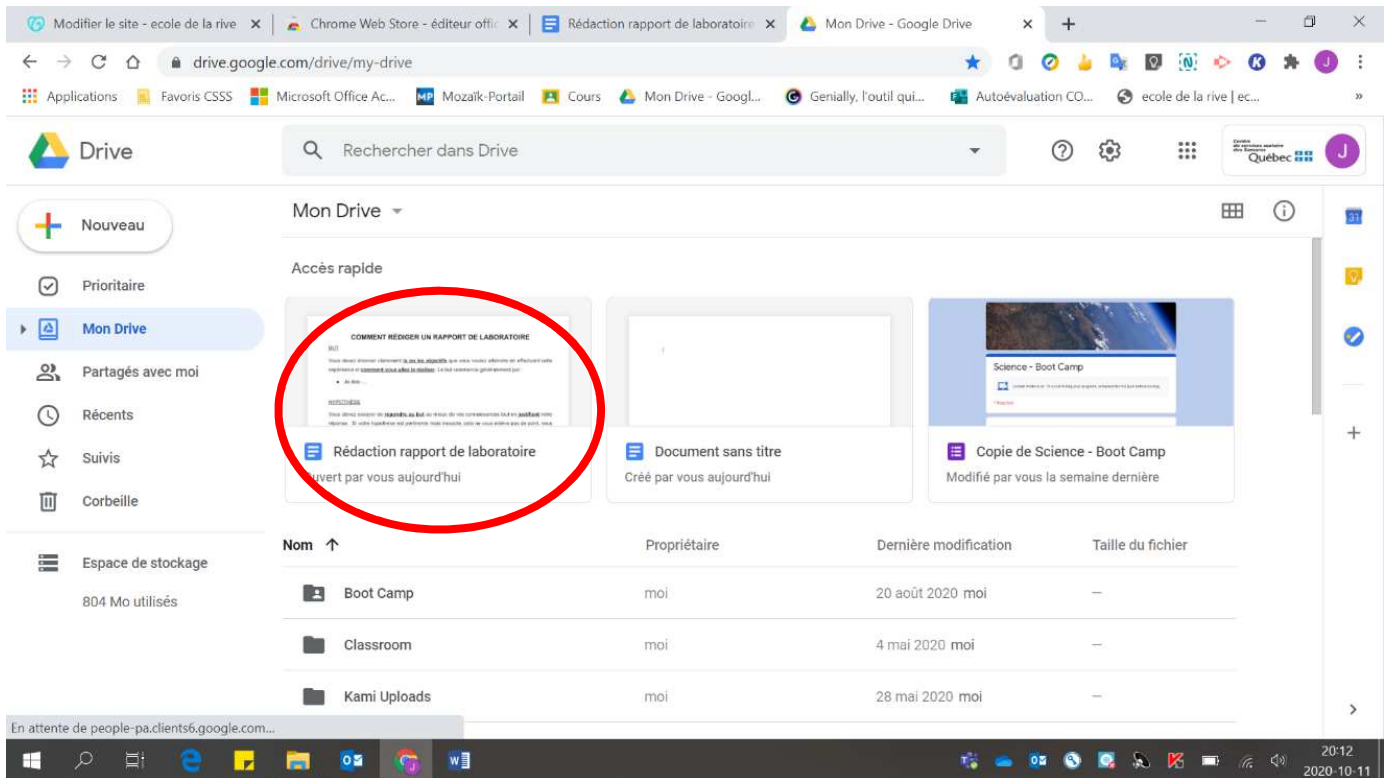 Modifier le site - ecole de la rive
Chrome Web Store - éditeur offic
Rédaction rapport de laboratoire
Mon Drive - Google Drive
drive.google.com/drive/my-drive
Applications Favoris CSSS Microsoft Office Ac... Mozaïk-Portail Cours Mon Drive - Googl... Genially, l'outil qui... Autoévaluation CO... ecole de la rive | ec... »
Drive
Rechercher dans Drive
Québec
J
Nouveau
Prioritaire
Mon Drive
Partagés avec moi
Récents
Suivis
Corbeille
Espace de stockage
804 Mo utilisés
Mon Drive
Accès rapide
COMMENT RÉDIGER UN RAPPORT DE LABORATOIRE
BUT
HYPOTHÈSE
Rédaction rapport de laboratoire
uvert par vous aujourd'hui
Document sans titre
Créé par vous aujourd'hui
Science - Boot Camp
Copie de Science - Boot Camp
Modifié par vous la semaine dernière
Nom Propriétaire Dernière modification Taille du fichier
Boot Camp moi 20 août 2020 moi —
Classroom moi 4 mai 2020 moi —
Kami Uploads moi 28 mai 2020 moi —
En attente de people-pa.clients6.google.com...
20:12
2020-10-11